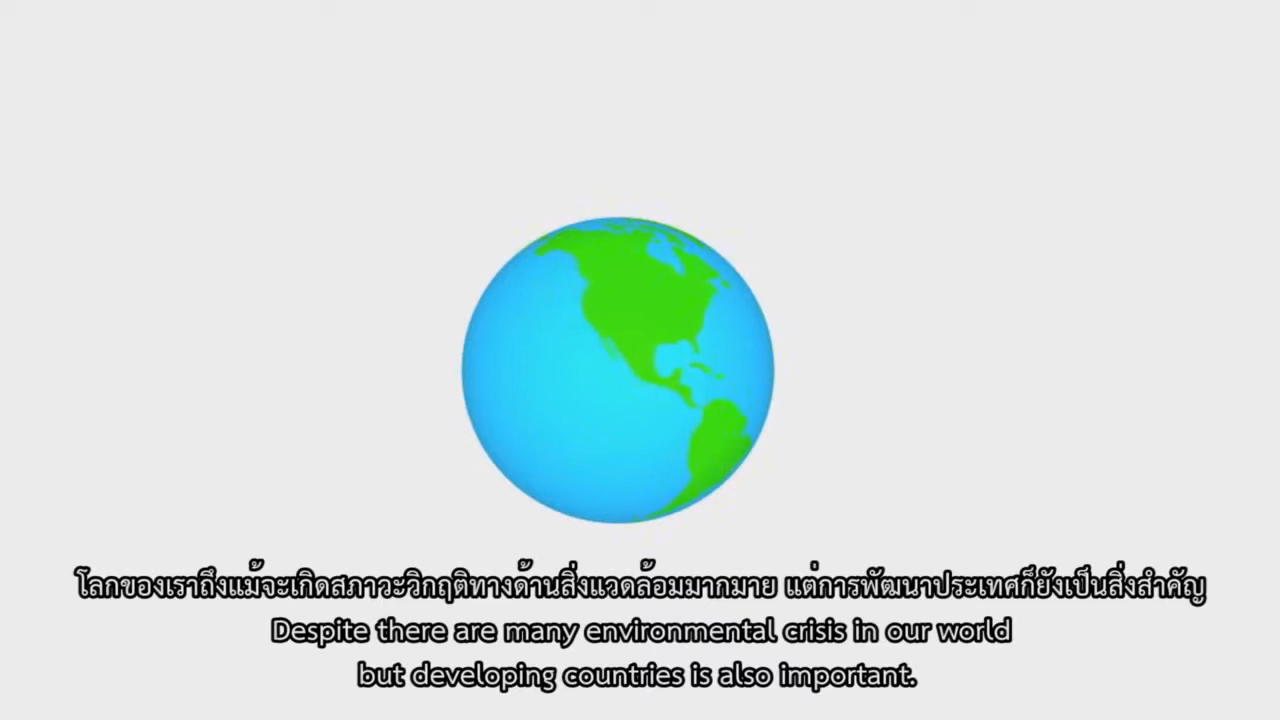 โลกของเราถึงแม้จะเกิดสภาวะวิกฤติทางด้านสิ่งแวดล้อมมากมาย แต่การพัฒนาประเทศก็ยังเป็นสิ่งสำคัญ
Despite there are many environmental crisis in our world
but developing countries is also important.